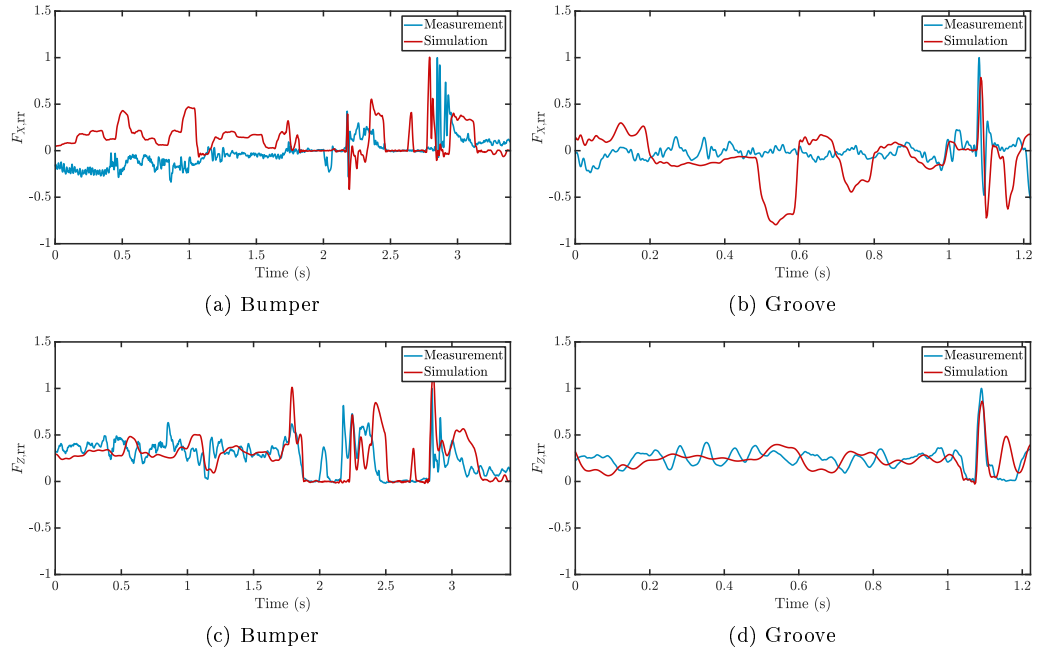 1.5
1
0.5
0
-0.5
-1
F_{X,rr}
Measurement
Simulation
0 0.5 1 1.5 2 2.5 3
Time (s)
(a) Bumper
1.5
1
0.5
0
-0.5
-1
F_{X,rr}
Measurement
Simulation
0 0.2 0.4 0.6 0.8 1 1.2
Time (s)
(b) Groove
1.5
1
0.5
0
-0.5
-1
F_{Z,rr}
Measurement
Simulation
0 0.5 1 1.5 2 2.5 3
Time (s)
(c) Bumper
1.5
1
0.5
0
-0.5
-1
F_{Z,rr}
Measurement
Simulation
0 0.2 0.4 0.6 0.8 1 1.2
Time (s)
(d) Groove